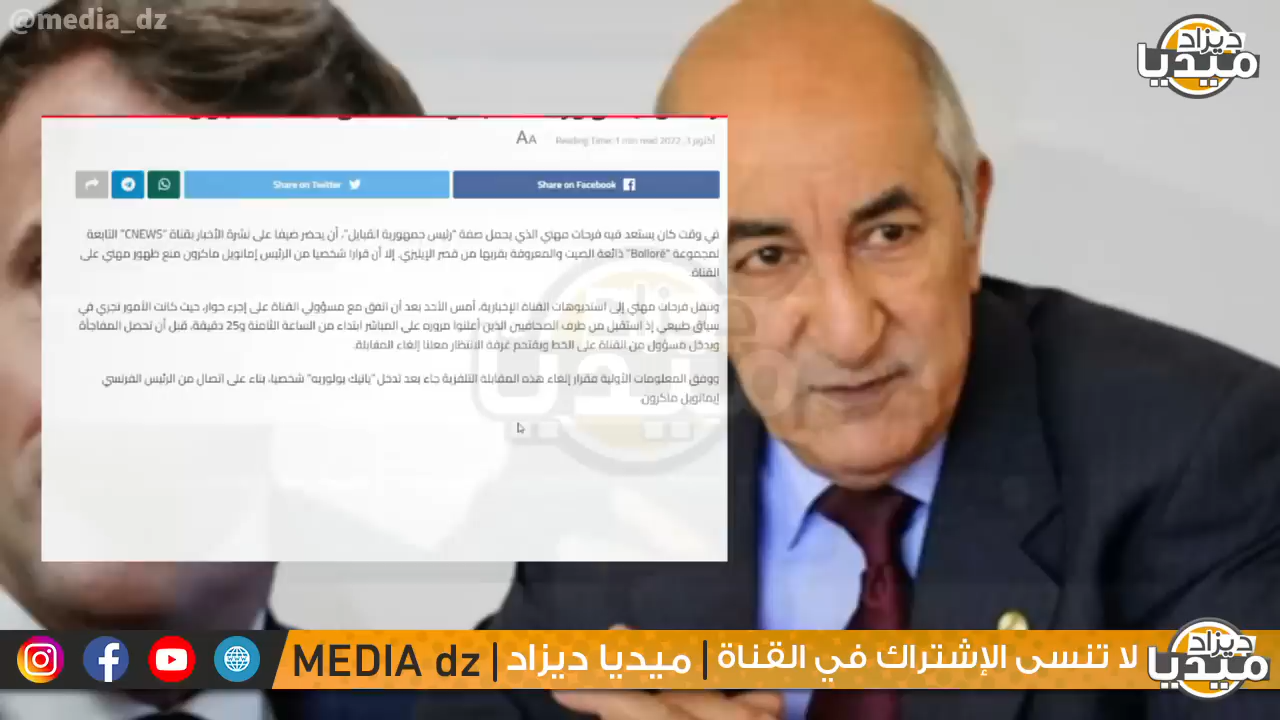 @media_dz
ديزاد
ميديا
AA
Reading Time: 1 min read 2022 ,3 أكتوبر
Share on Twitter
Share on Facebook
في وقت كان يستعد فيه فرحات مهني الذي يحمل صفة "رئيس جمهورية القبايل"، أن يحضر ضيفا على نشرة الأخبار بقناة "CNEWS" التابعة
لمجموعة "Bolloré" ذائعة الصيت والمعروفة بقربها من قصر الإيليزي. إلا أن قرارا شخصيا من الرئيس إمانويل ماكرون منع ظهور مهني على
القناة.
وتنقل فرحات مهني إلى استديوهات القناة الإخبارية، أمس الأحد بعد أن اتفق مع مسؤولي القناة على إجراء حوار، حيث كانت الأمور تجري في
سياق طبيعي إذ استقبل من طرف الصحافيين الذين أعلنوا مروره على المباشر ابتداء من الساعة الثامنة و25 دقيقة، قبل أن تحصل المفاجأة
ويدخل مسؤول من القناة على الخط ويقتحم غرفة الانتظار معلنا إلغاء المقابلة.
ووفق المعلومات الأولية فقرار إلغاء هذه المقابلة التلفزية جاء بعد تدخل "يانيك بولوريه" شخصيا، بناء على اتصال من الرئيس الفرنسي
إيمانويل ماكرون.
لا تنسى الإشتراك في القناة | ميديا ديزاد | MEDIA dz
ديزاد
ميديا